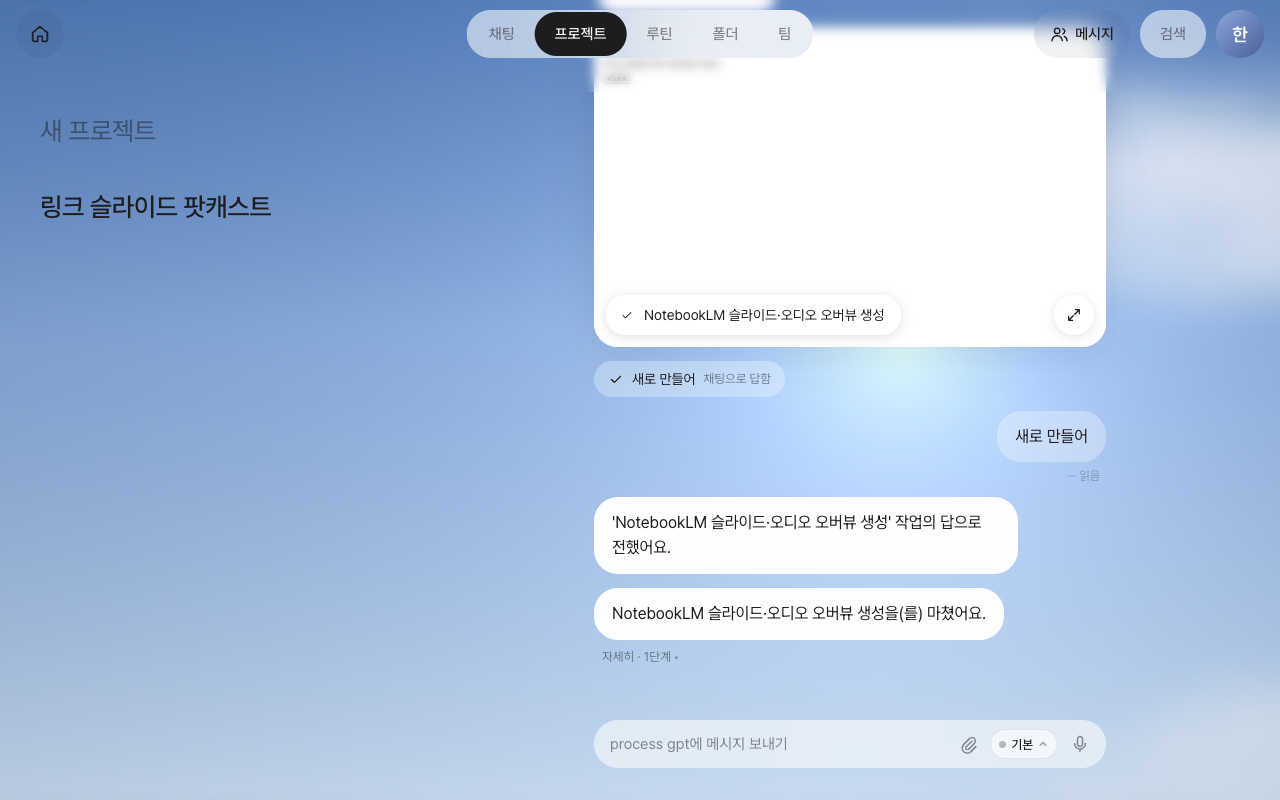 채팅
프로젝트
루틴
폴더
팀
메시지
검색
한
새 프로젝트
링크 슬라이드 팟캐스트
NotebookLM 슬라이드·오디오 오버뷰 생성
새로 만들어 채팅으로 답함
새로 만들어
··· 읽음
'NotebookLM 슬라이드·오디오 오버뷰 생성' 작업의 답으로
전했어요.
NotebookLM 슬라이드·오디오 오버뷰 생성을(를) 마쳤어요.
자세히 · 1단계
process gpt에 메시지 보내기
기본